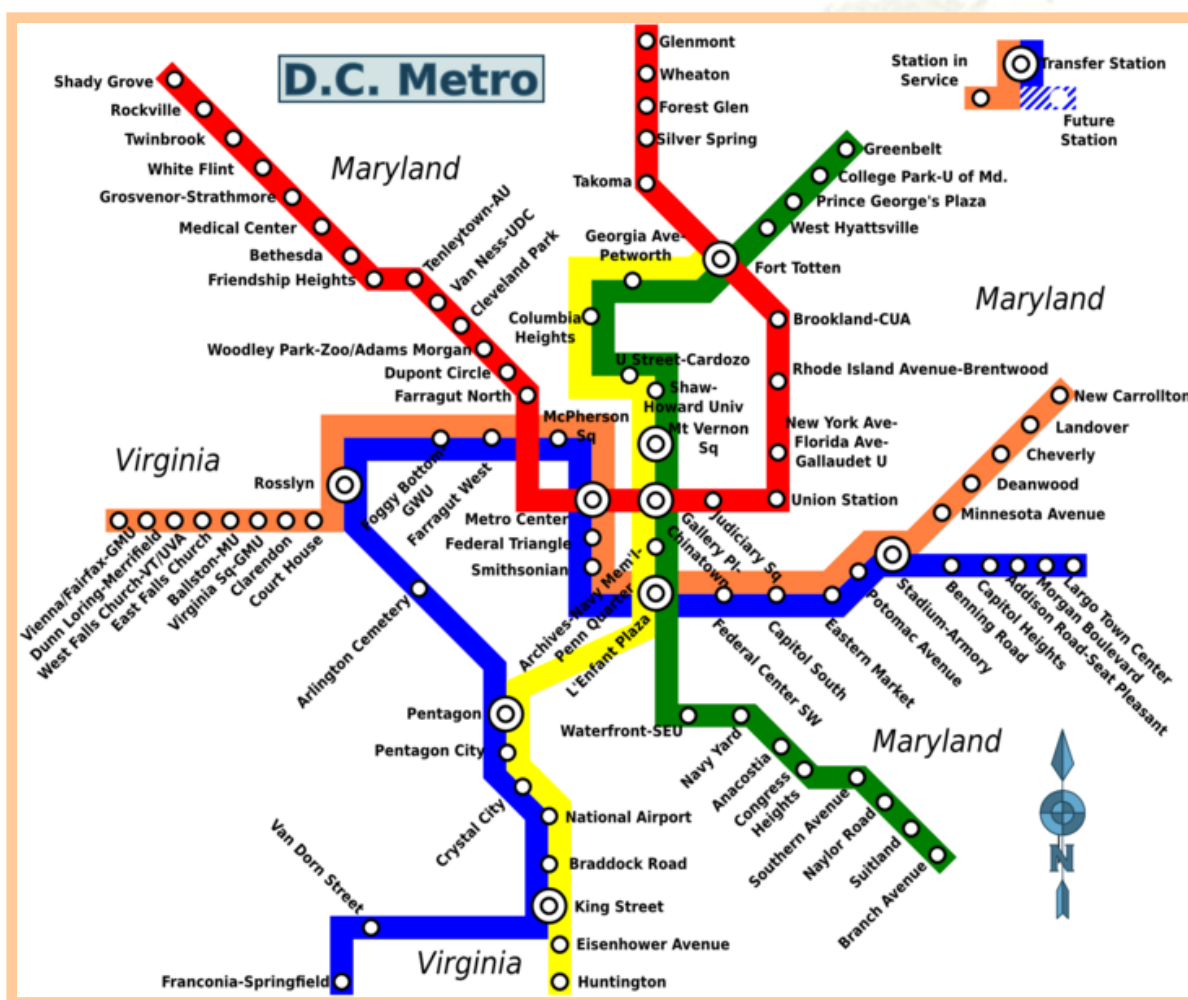 D.C. Metro
Station in
Service
Transfer Station
Future
Station
Maryland
Maryland
Maryland
Virginia
Virginia
Shady Grove
Rockville
Twinbrook
White Flint
Grosvenor-Strathmore
Medical Center
Bethesda
Friendship Heights
Tenleytown-AU
Van Ness-UDC
Cleveland Park
Woodley Park-Zoo/Adams Morgan
Dupont Circle
Farragut North
Glenmont
Wheaton
Forest Glen
Silver Spring
Takoma
Fort Totten
Brookland-CUA
Rhode Island Avenue-Brentwood
New York Ave-
Florida Ave-
Gallaudet U
Union Station
Judiciary Sq
Gallery Pl-
Chinatown
Metro Center
Greenbelt
College Park-U of Md.
Prince George's Plaza
West Hyattsville
Georgia Ave-
Petworth
Columbia
Heights
U Street-Cardozo
Shaw-
Howard Univ
Mt Vernon
Sq
Archives-Navy Mem'l-
Penn Quarter
L'Enfant Plaza
Waterfront-SEU
Navy Yard
Anacostia
Congress
Heights
Southern Avenue
Naylor Road
Suitland
Branch Avenue
New Carrollton
Landover
Cheverly
Deanwood
Minnesota Avenue
Stadium-Armory
Potomac Avenue
Eastern Market
Capitol South
Federal Center SW
Benning Road
Capitol Heights
Addison Road-Seat Pleasant
Morgan Boulevard
Largo Town Center
Smithsonian
Federal Triangle
McPherson
Sq
Farragut West
Foggy Bottom-
GWU
Rosslyn
Court House
Clarendon
Virginia Sq-GMU
Ballston-MU
East Falls Church
West Falls Church-VT/UVA
Dunn Loring-Merrifield
Vienna/Fairfax-GMU
Arlington Cemetery
Pentagon
Pentagon City
Crystal City
National Airport
Braddock Road
King Street
Eisenhower Avenue
Huntington
Van Dorn Street
Franconia-Springfield
N